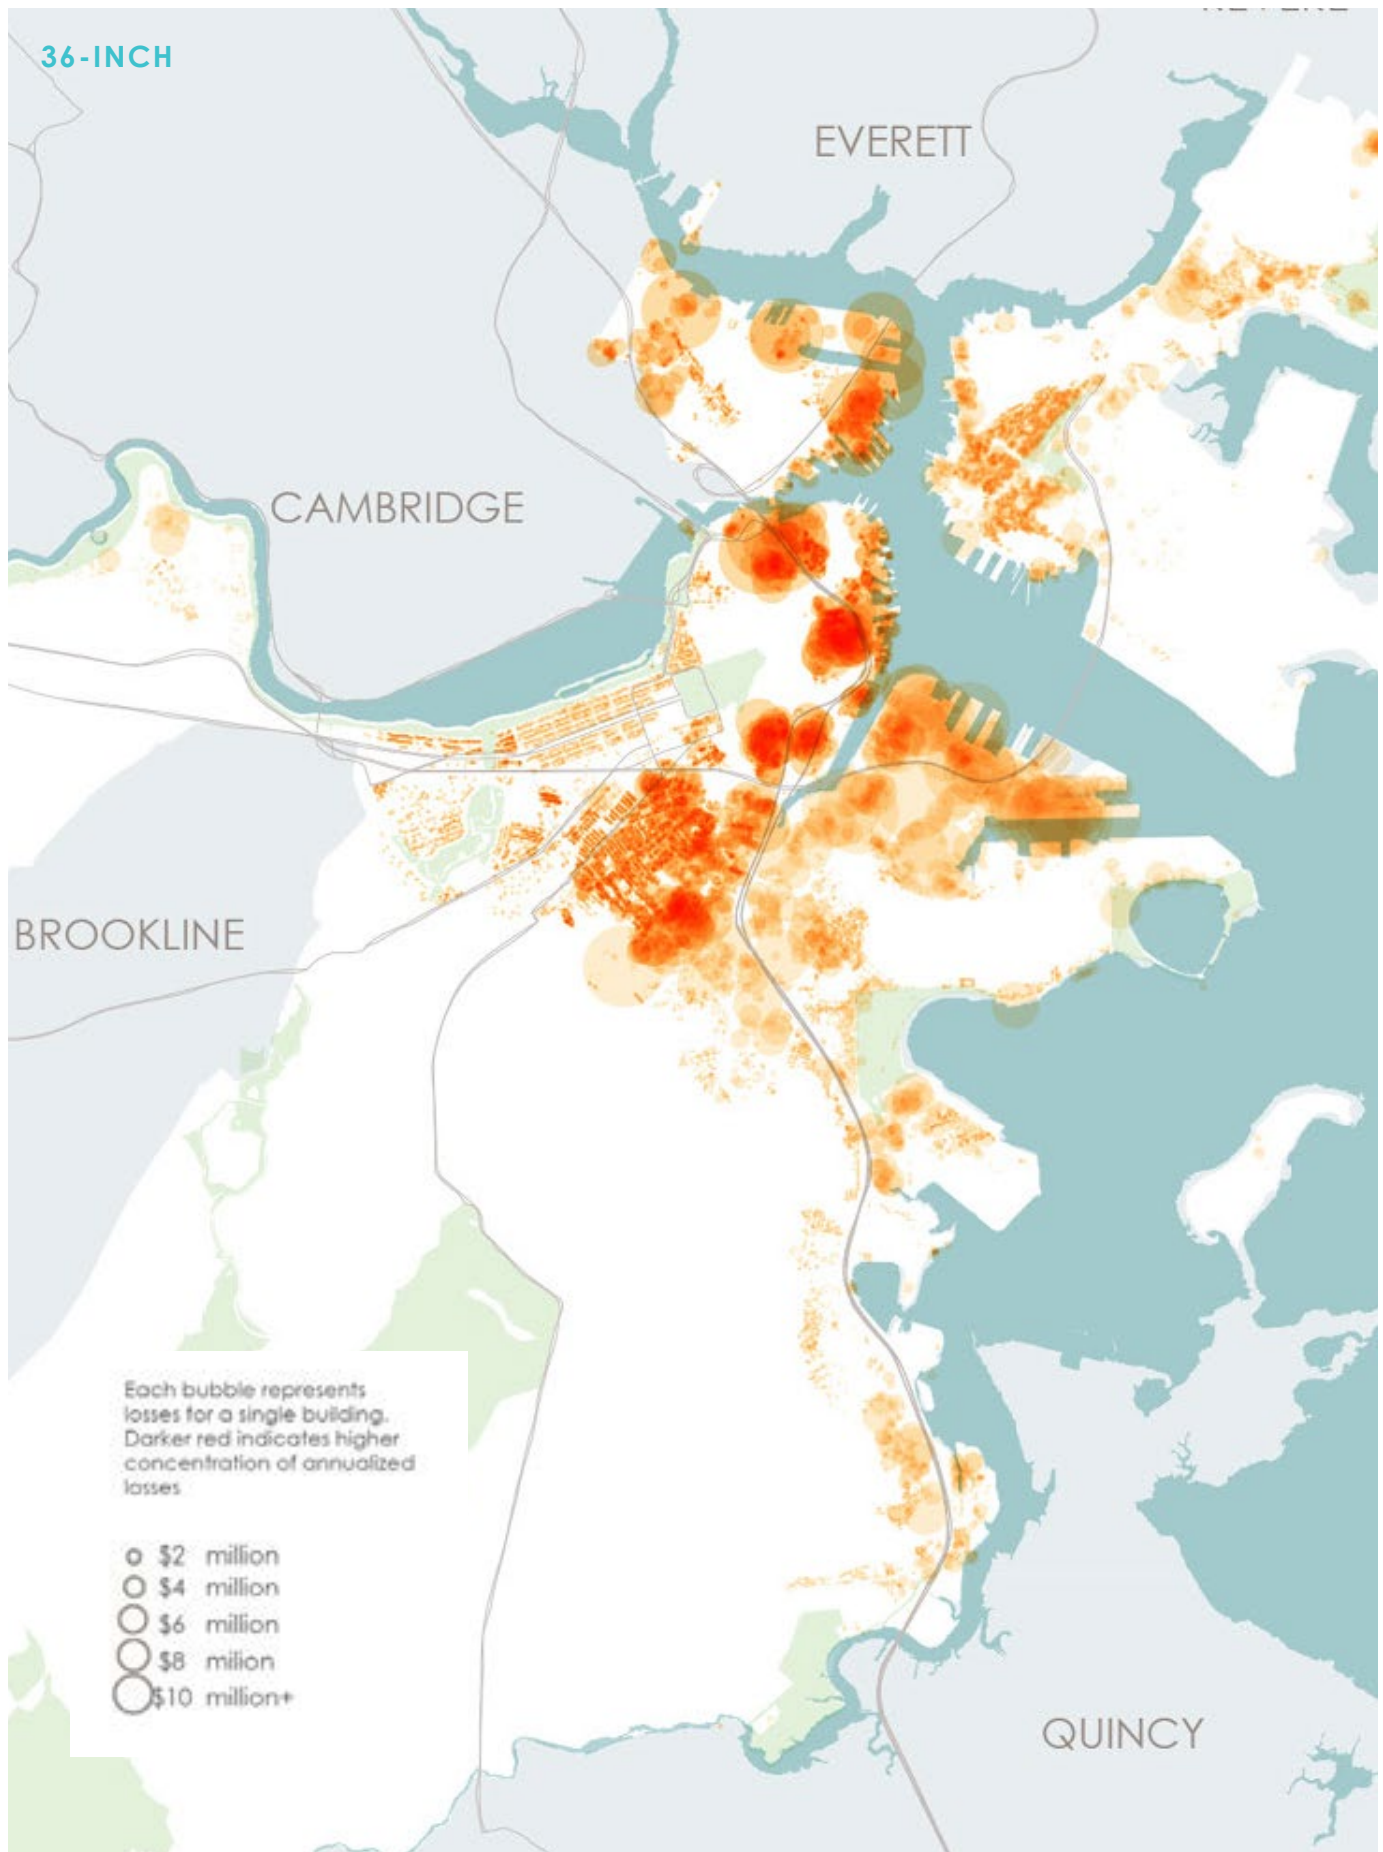 36-INCH
EVERETT
CAMBRIDGE
BROOKLINE
Each bubble represents
losses for a single building.
Darker red indicates higher
concentration of annualized
losses
$2 million
$4 million
$6 million
$8 milion
$10 million+
QUINCY